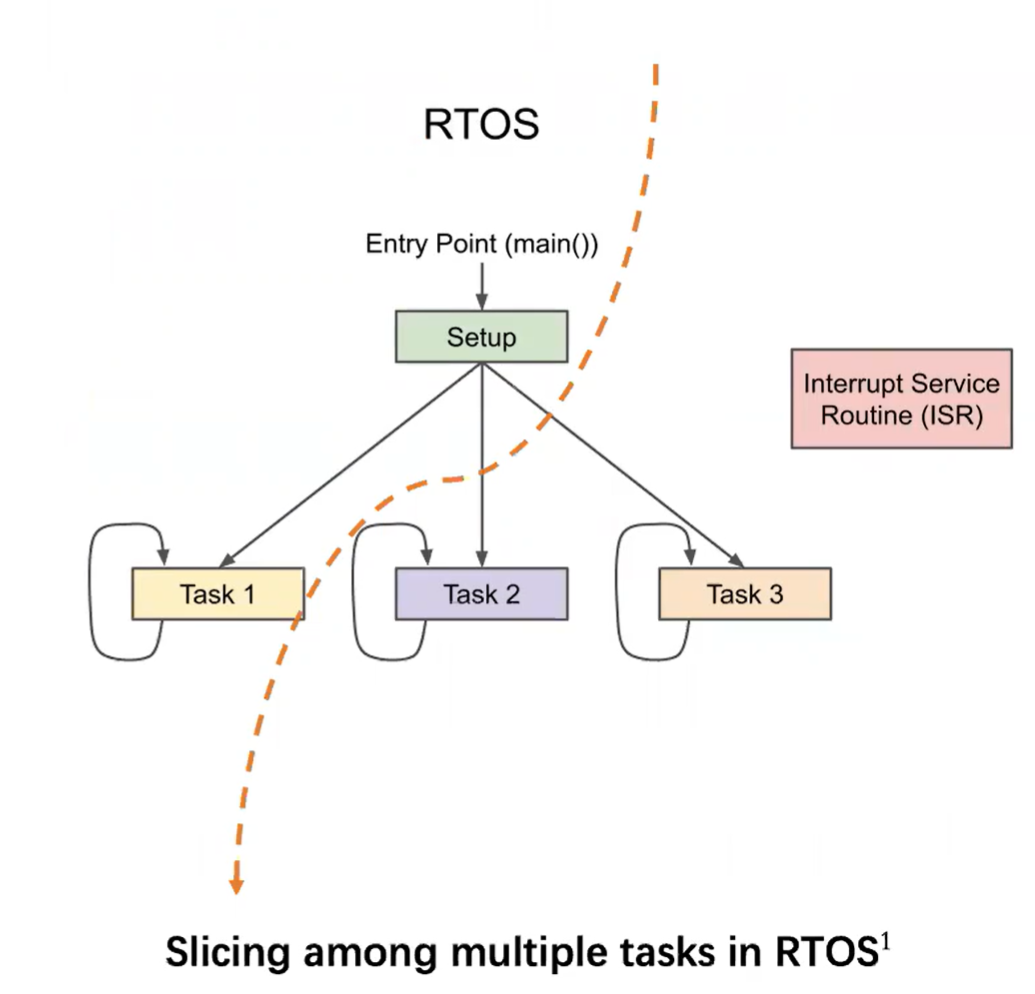 RTOS
Entry Point (main())
Setup
Interrupt Service
Routine (ISR)
Task 1
Task 2
Task 3
Slicing among multiple tasks in RTOS¹